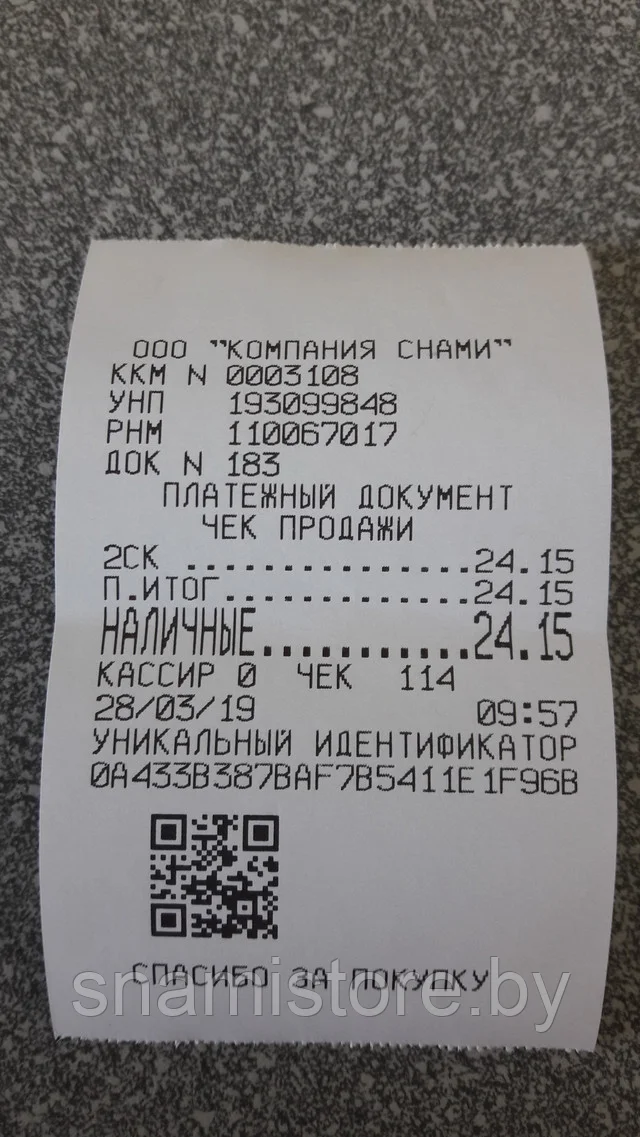 ООО "КОМПАНИЯ СНАМИ"
ККМ N 0003108
УНП 193099848
РНМ 110067017
ДОК N 183
ПЛАТЕЖНЫЙ ДОКУМЕНТ
ЧЕК ПРОДАЖИ
2СК ...............24.15
П.ИТОГ.............24.15
НАЛИЧНЫЕ...........24.15
КАССИР 0 ЧЕК 114
28/03/19 09:57
УНИКАЛЬНЫЙ ИДЕНТИФИКАТОР
0A433B387BAF7B5411E1F96B
СПАСИБО ЗА ПОКУПКУ
snamistore.by